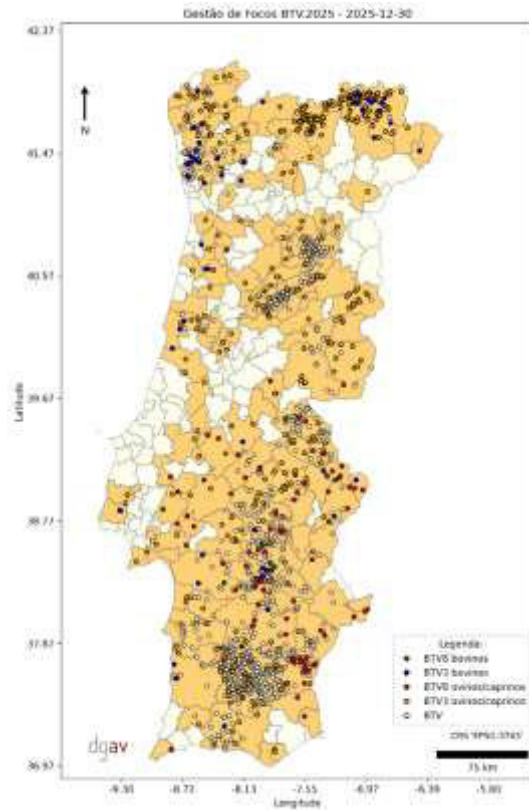 Gestão de Focos BTV.2025 - 2025-12-30
42.37
41.47
40.57
39.67
38.77
37.87
36.97
Latitude
N
Legenda:
BTV8 bovinos
BTV3 bovinos
BTV8 ovinos/caprinos
BTV3 ovinos/caprinos
BTV
75 km
dgav
-9.30
-8.72
-8.13
-7.55
-6.97
-6.39
-5.80
Longitude